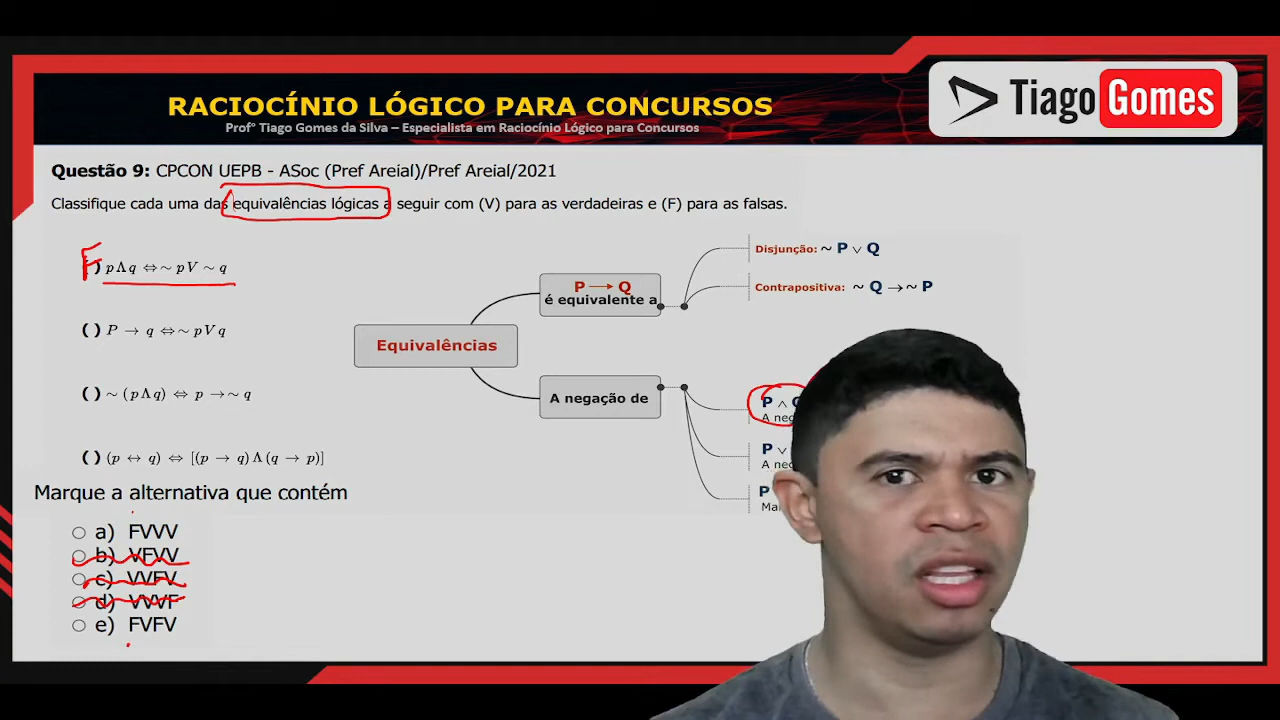 Tiago Gomes
RACIOCÍNIO LÓGICO PARA CONCURSOS
Prof° Tiago Gomes da Silva – Especialista em Raciocínio Lógico para Concursos
Questão 9: CPCON UEPB - ASoc (Pref Areial)/Pref Areial/2021
Classifique cada uma das equivalências lógicas a seguir com (V) para as verdadeiras e (F) para as falsas.
F ) p Λ q ⇔ ~ p V ~ q
( ) P → q ⇔ ~ p V q
( ) ~ (p Λ q) ⇔ p → ~ q
( ) (p ↔ q) ⇔ [(p → q) Λ (q → p)]
Equivalências
P → Q
é equivalente a
Disjunção: ~ P ∨ Q
Contrapositiva: ~ Q → ~ P
A negação de
P ∧
A
P ∨
A
P
Marque a alternativa que contém
a) FVVV
b) VFVV
c) VVFV
d) VVVF
e) FVFV